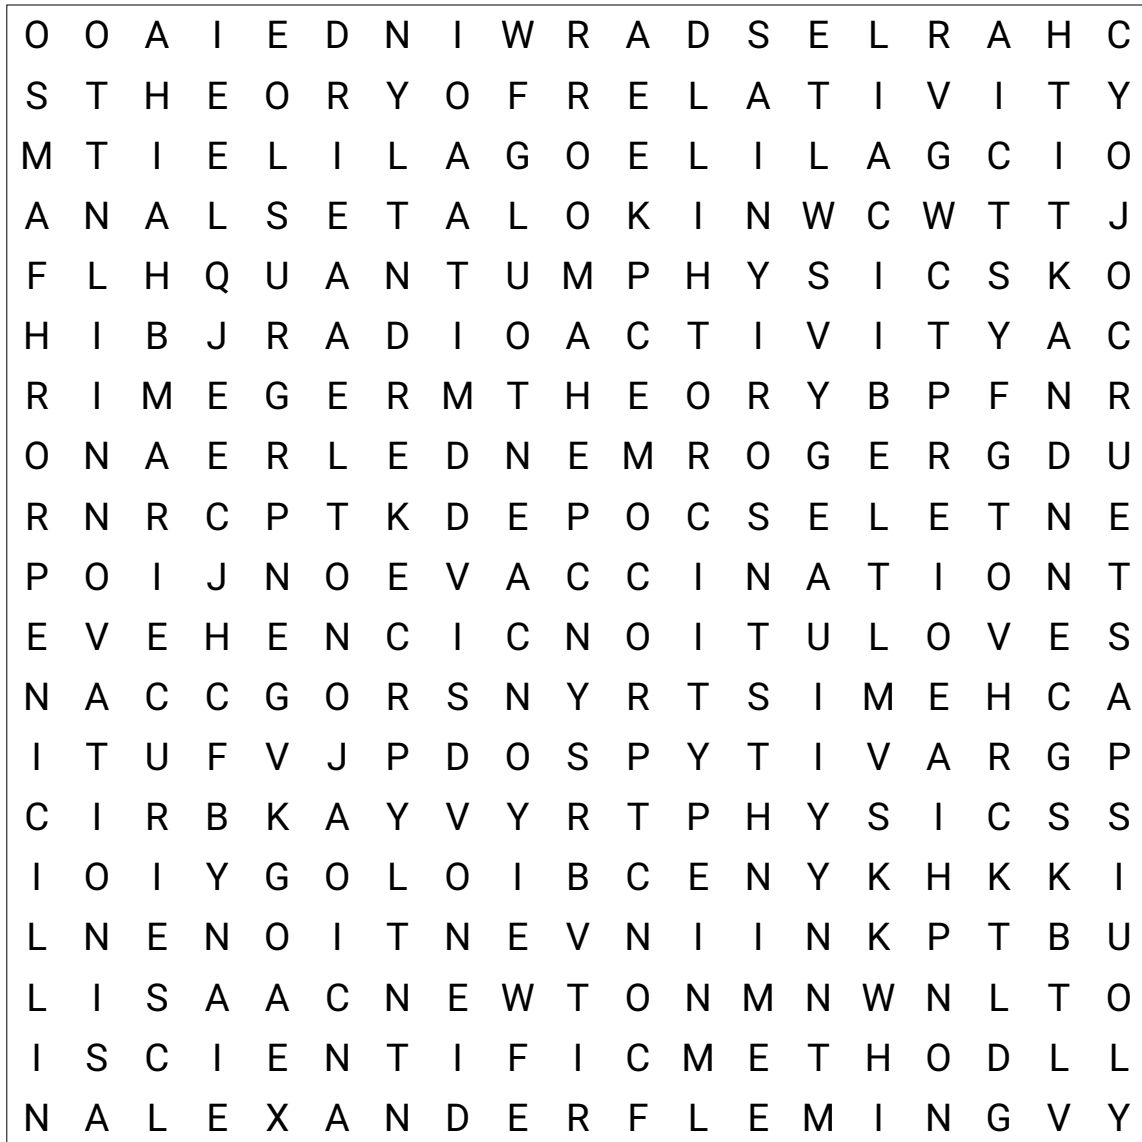 O O A I E D N I W R A D S E L R A H C
S T H E O R Y O F R E L A T I V I T Y
M T I E L I L A G O E L I L A G C I O
A N A L S E T A L O K I N W C W T T J
F L H Q U A N T U M P H Y S I C S K O
H I B J R A D I O A C T I V I T Y A C
R I M E G E R M T H E O R Y B P F N R
O N A E R L E D N E M R O G E R G D U
R N R C P T K D E P O C S E L E T N E
P O I J N O E V A C C I N A T I O N T
E V E H E N C I C N O I T U L O V E S
N A C C G O R S N Y R T S I M E H C A
I T U F V J P D O S P Y T I V A R G P
C I R B K A Y V Y R T P H Y S I C S S
I O I Y G O L O I B C E N Y K H K K I
L N E N O I T N E V N I I N K P T B U
L I S A A C N E W T O N M N W N L T O
I S C I E N T I F I C M E T H O D L L
N A L E X A N D E R F L E M I N G V Y